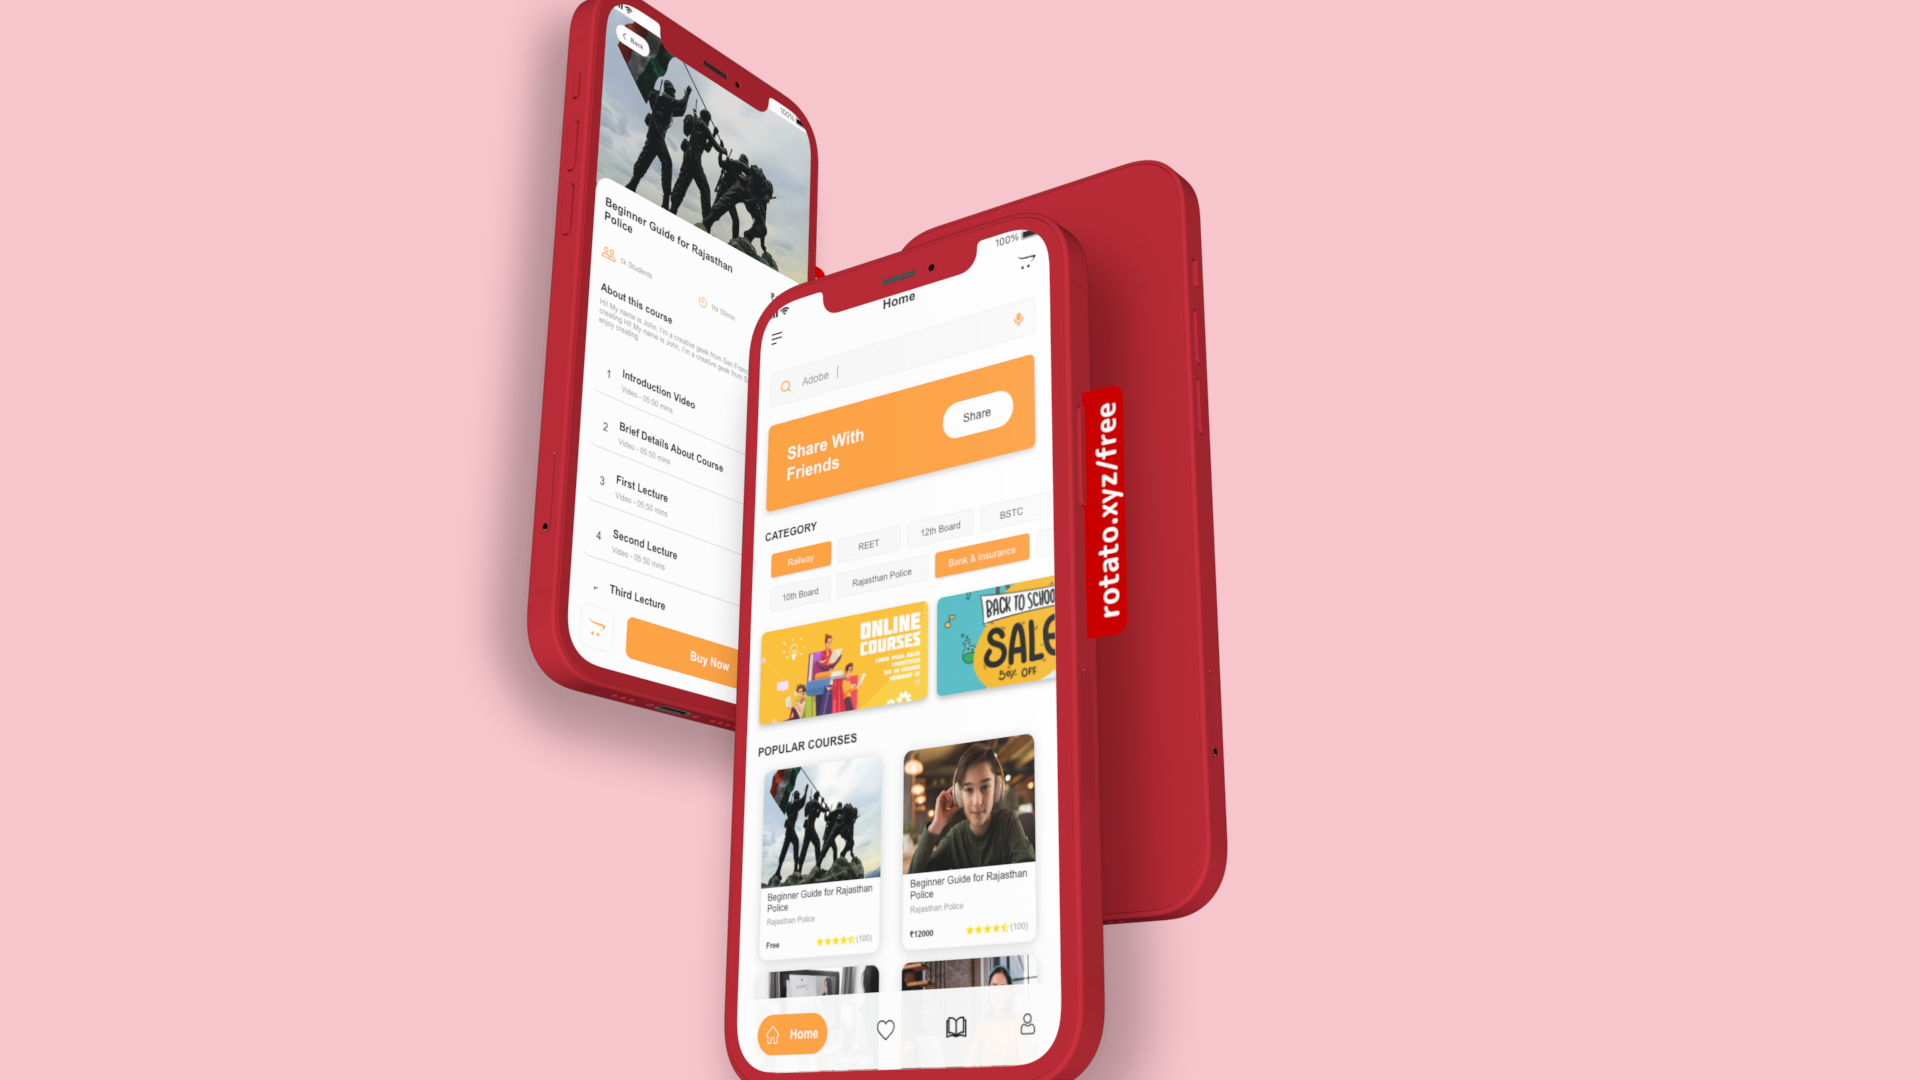 Back
100%
Beginner Guide for Rajasthan
Police
1k Students
1hr 50min
About this course
Hi! My name is John, I'm a creative geek from San Franc
creating Hi! My name is John, I'm a creative geek from S
enjoy creating
1 Introduction Video
Video - 05:50 mins
2 Brief Details About Course
Video - 05:50 mins
3 First Lecture
Video - 05:50 mins
4 Second Lecture
Video - 05:50 mins
Third Lecture
Buy Now
100%
Home
Adobe
Share With
Friends
Share
CATEGORY
Railway REET 12th Board BSTC
10th Board Rajasthan Police Bank & Insurance
ONLINE
COURSES
BACK TO SCHOO
SALE
50% OFF
POPULAR COURSES
Beginner Guide for Rajasthan
Police
Rajasthan Police
Free (100)
Beginner Guide for Rajasthan
Police
Rajasthan Police
₹12000 (100)
Home
rotato.xyz/free